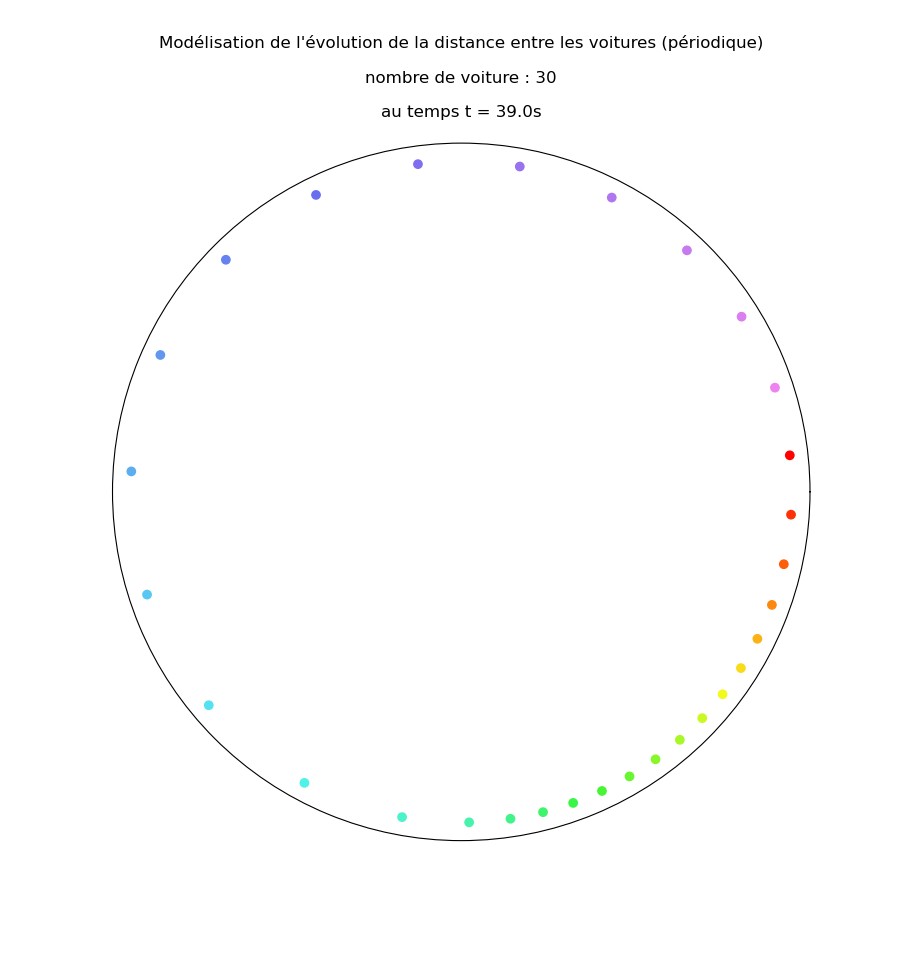 Modélisation de l'évolution de la distance entre les voitures (périodique)
nombre de voiture : 30
au temps t = 39.0s